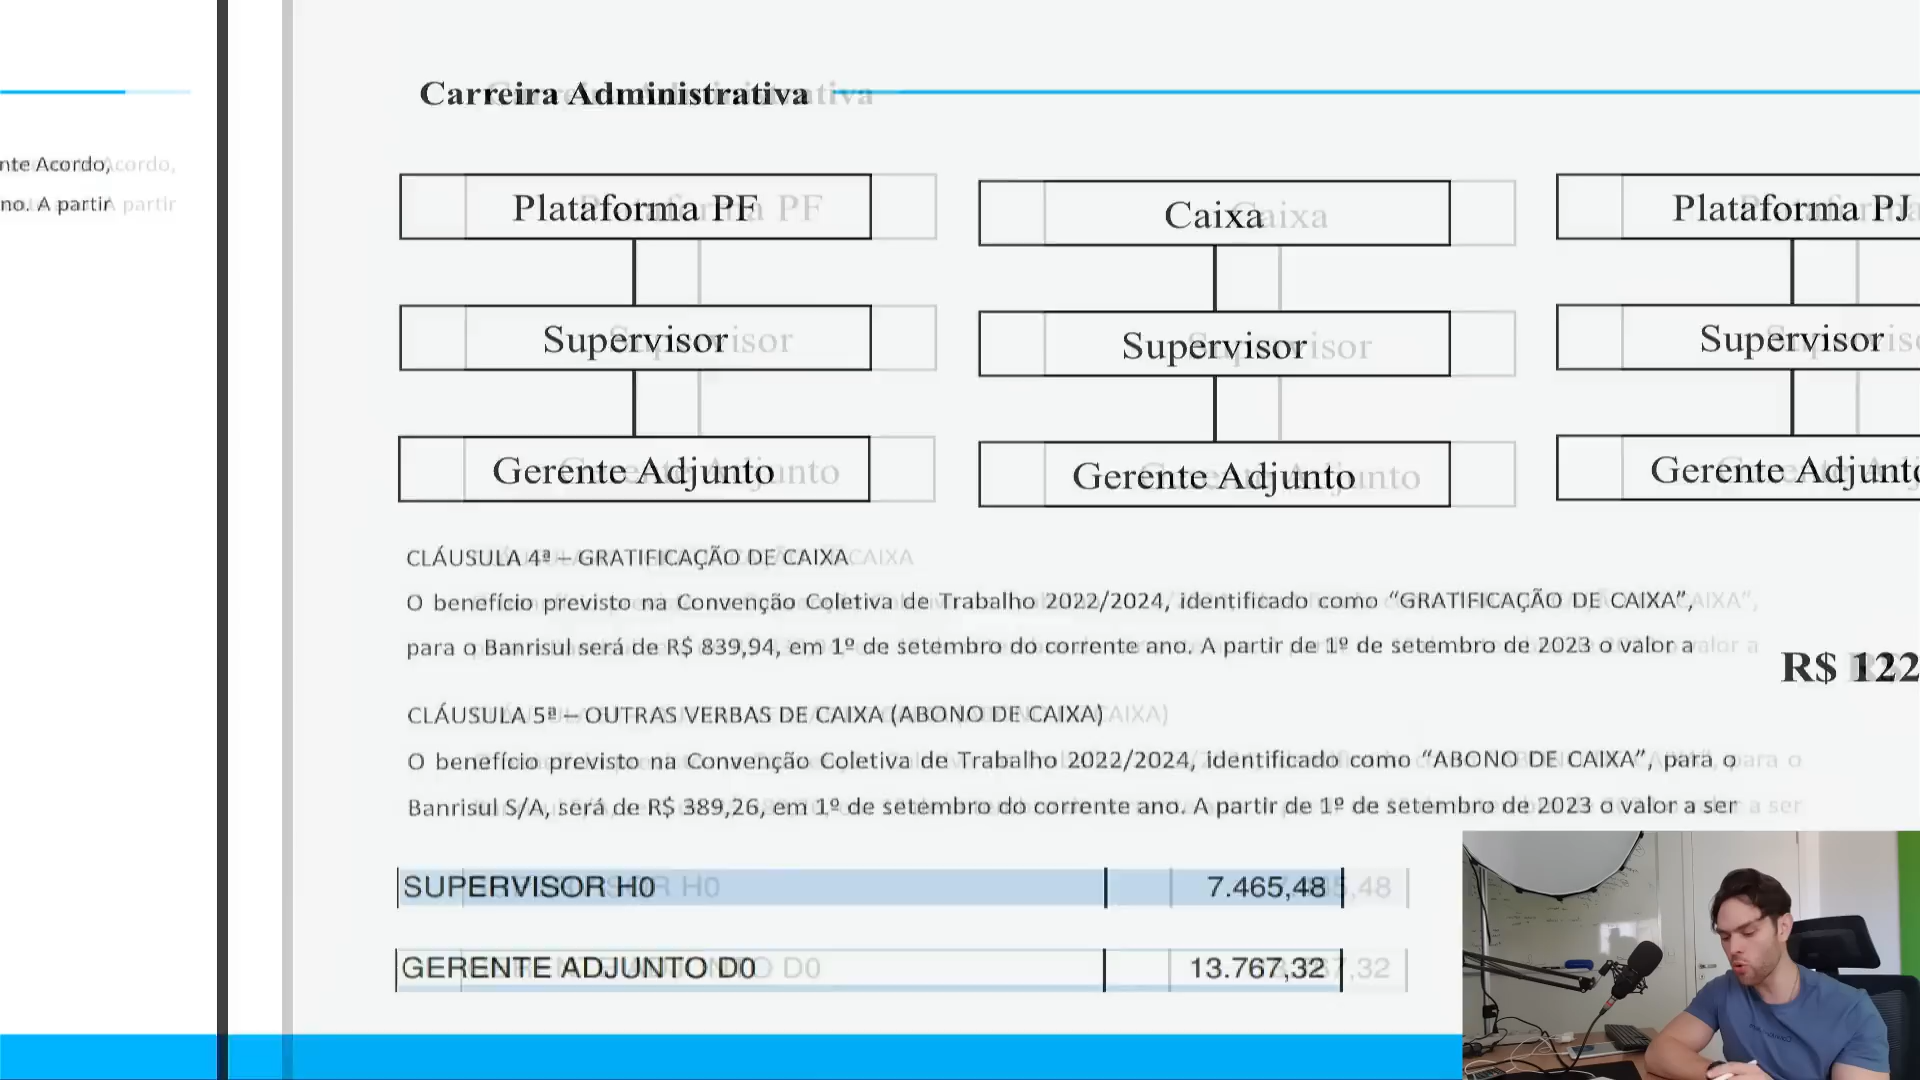 Carreira Administrativa
nte Acordo,
no. A partir
Plataforma PF
Caixa
Plataforma PJ
Supervisor
Supervisor
Supervisor
Gerente Adjunto
Gerente Adjunto
Gerente Adjunto
CLÁUSULA 4ª – GRATIFICAÇÃO DE CAIXA
O benefício previsto na Convenção Coletiva de Trabalho 2022/2024, identificado como “GRATIFICAÇÃO DE CAIXA”,
para o Banrisul será de R$ 839,94, em 1º de setembro do corrente ano. A partir de 1º de setembro de 2023 o valor a
R$ 122
CLÁUSULA 5ª – OUTRAS VERBAS DE CAIXA (ABONO DE CAIXA)
O benefício previsto na Convenção Coletiva de Trabalho 2022/2024, identificado como “ABONO DE CAIXA”, para o
Banrisul S/A, será de R$ 389,26, em 1º de setembro do corrente ano. A partir de 1º de setembro de 2023 o valor a ser
SUPERVISOR H0 7.465,48
GERENTE ADJUNTO D0 13.767,32